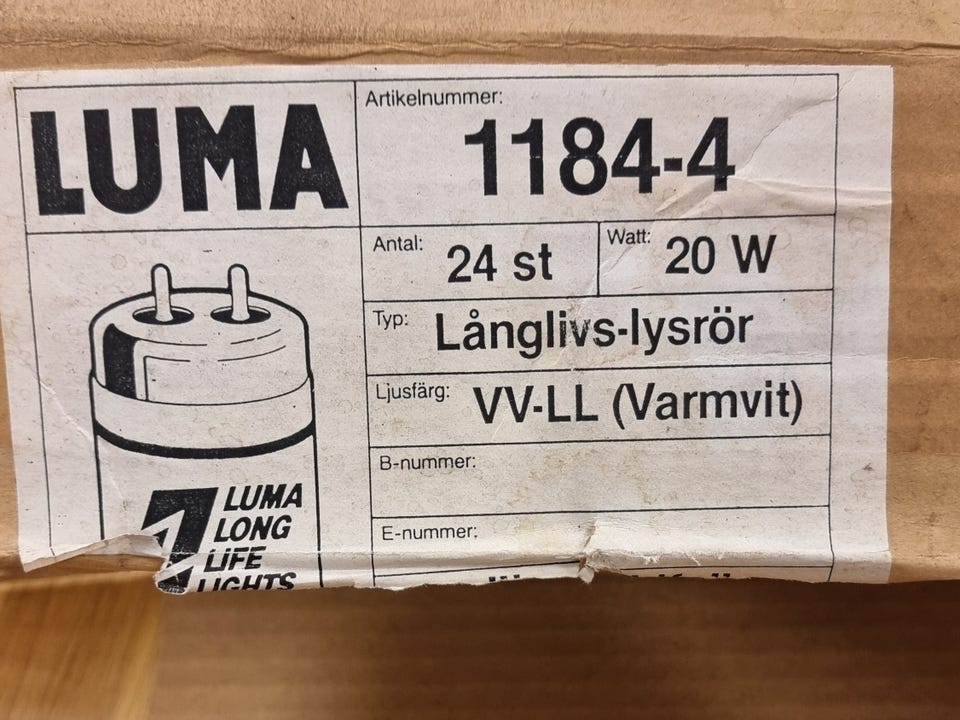 LUMA
Artikelnummer:
1184-4
Antal: 24 st
Watt: 20 W
Typ: Långlivs-lysrör
Ljusfärg: VV-LL (Varmvit)
B-nummer:
E-nummer:
LUMA
LONG
LIFE
LIGHTS